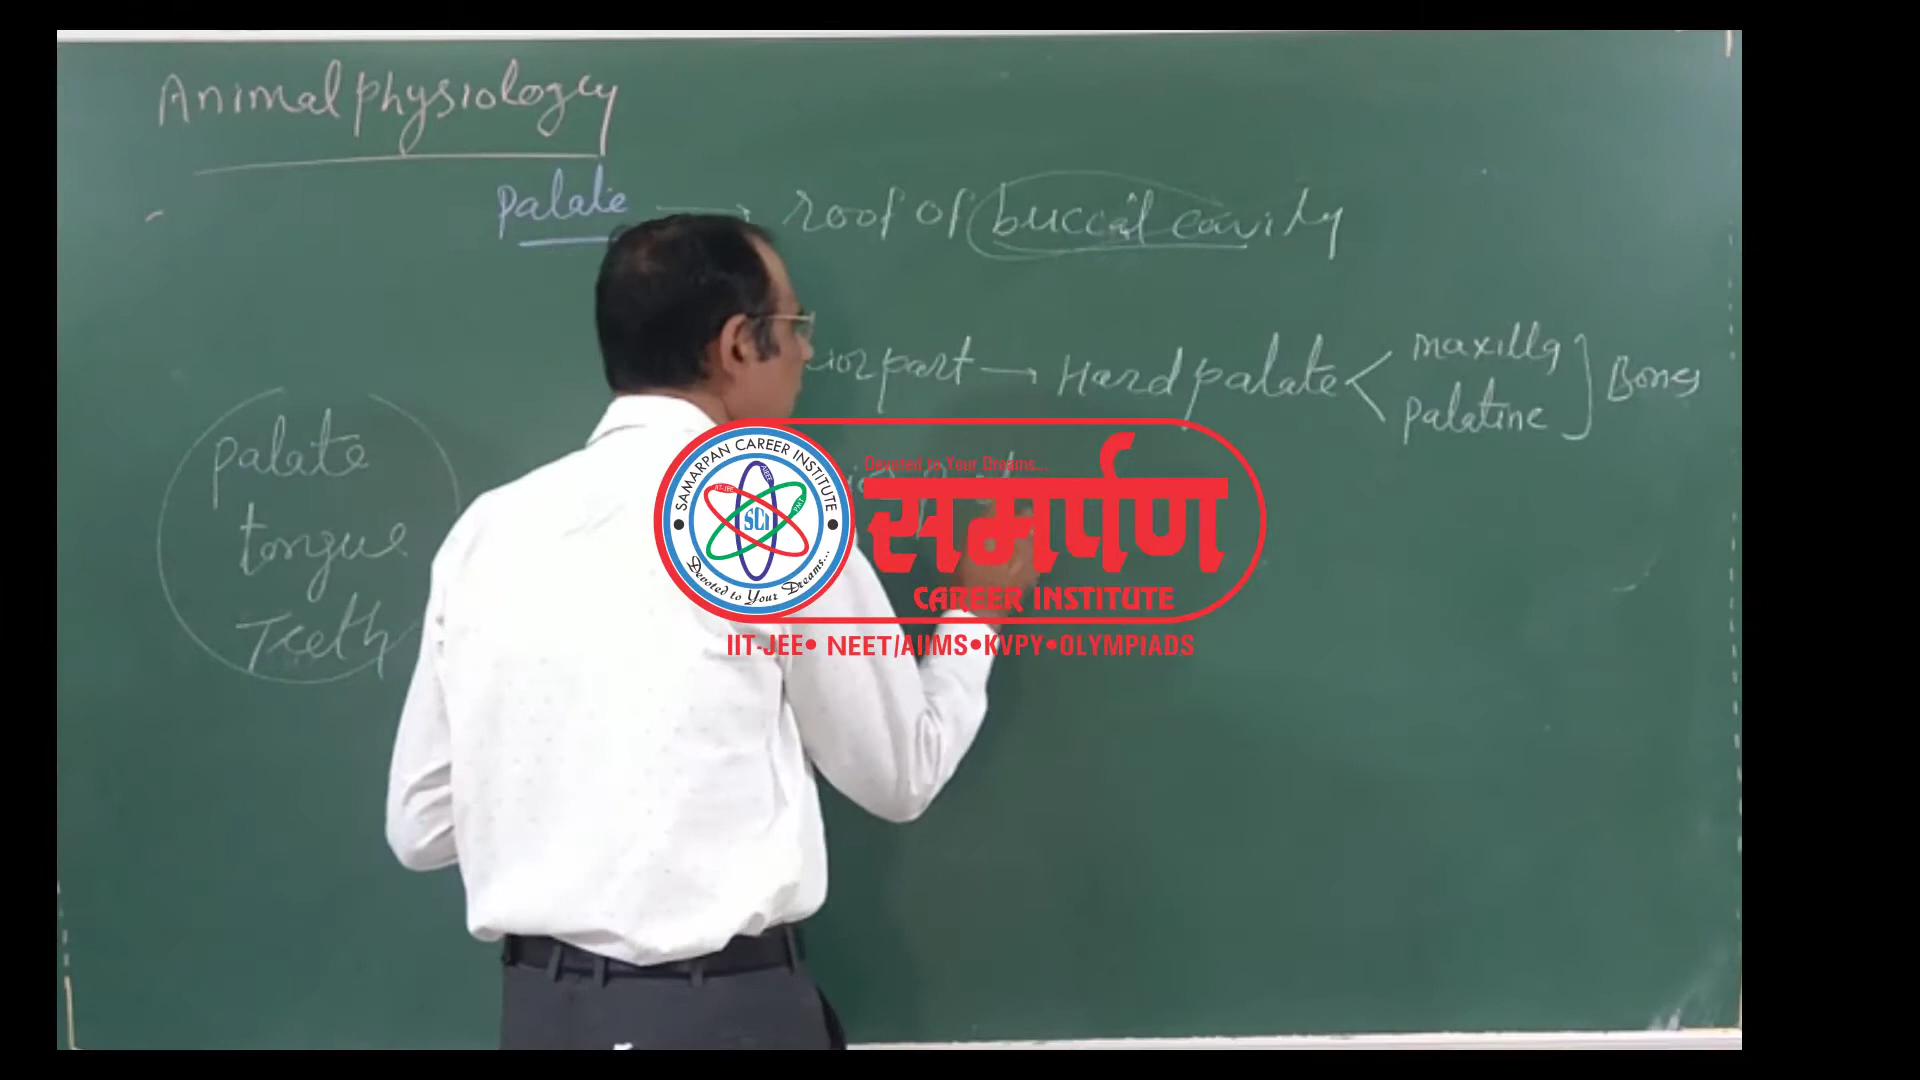 Animal physiology
palate → roof of buccal cavity
part → Hard palate < maxilla palatine ] Bones
palate
tongue
Teeth
SAMARPAN CAREER INSTITUTE
IIT-JEE
SCI
Devoted to Your Dreams...
Devoted to Your Dreams...
समर्पण
CAREER INSTITUTE
IIT-JEE• NEET/AIIMS•KVPY•OLYMPIADS